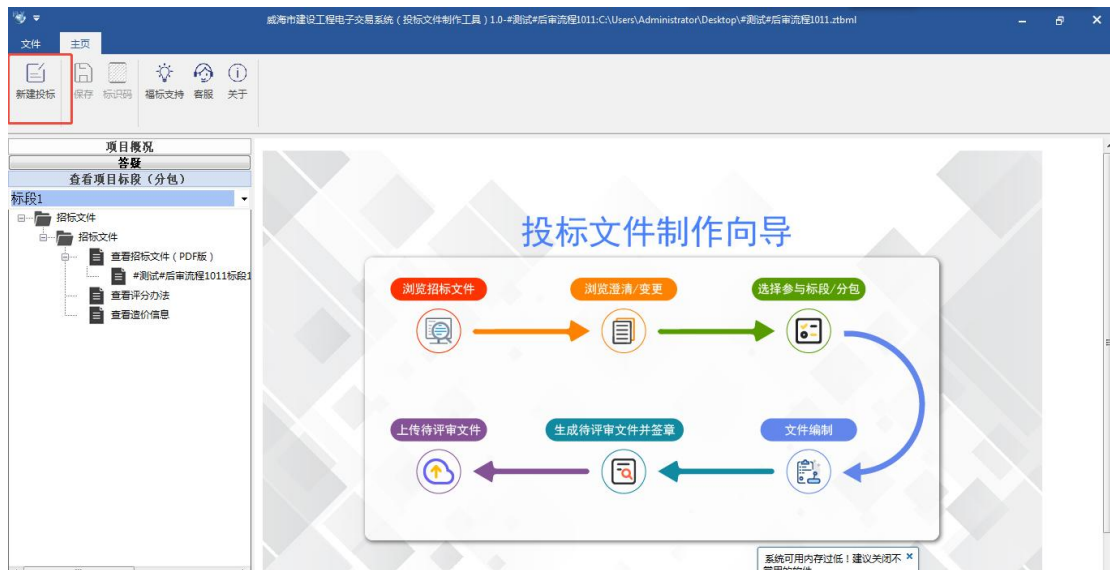 威海市建设工程电子交易系统（投标文件制作工具）1.0-#测试#后审流程1011:C:\Users\Administrator\Desktop\#测试#后审流程1011.ztbml
文件 主页
新建投标 保存 标识码 福标支持 客服 关于
项目概况
答疑
查看项目标段（分包）
标段1
招标文件
招标文件
查看招标文件（PDF版）
#测试#后审流程1011标段1
查看评分办法
查看造价信息
投标文件制作向导
浏览招标文件 浏览澄清/变更 选择参与标段/分包
上传待评审文件 生成待评审文件并签章 文件编制
系统可用内存过低！建议关闭不